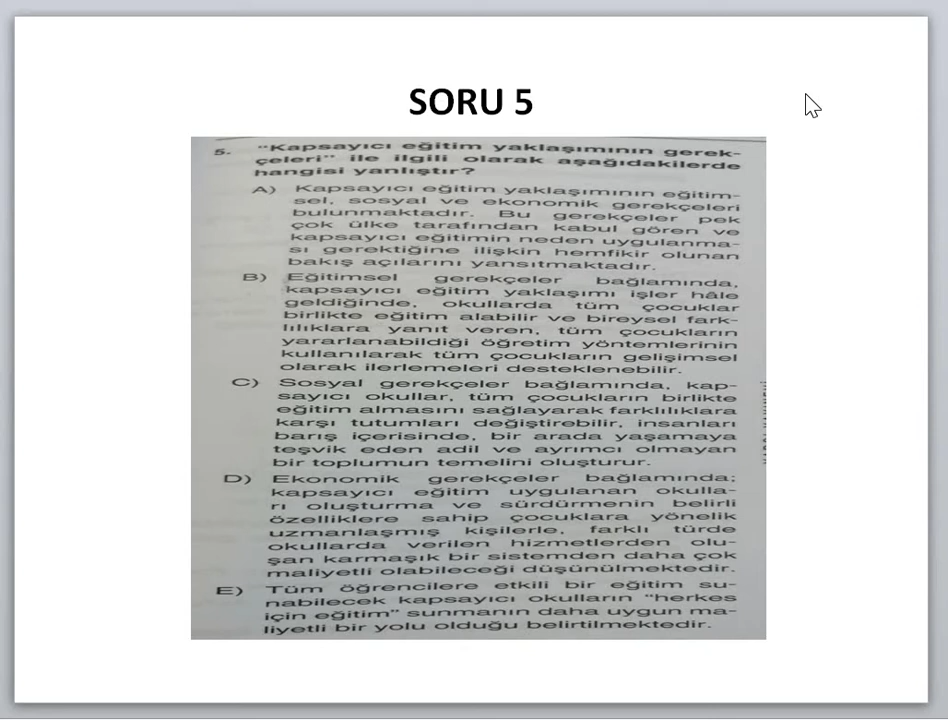 SORU 5
5. "Kapsayıcı eğitim yaklaşımının gerek-
çeleri" ile ilgili olarak aşağıdakilerde
hangisi yanlıştır?
A) Kapsayıcı eğitim yaklaşımının eğitim-
sel, sosyal ve ekonomik gerekçeleri
bulunmaktadır. Bu gerekçeler pek
çok ülke tarafından kabul gören ve
kapsayıcı eğitimin neden uygulanma-
sı gerektiğine ilişkin hemfikir olunan
bakış açılarını yansıtmaktadır.
B) Eğitimsel gerekçeler bağlamında,
kapsayıcı eğitim yaklaşımı işler hâle
geldiğinde, okullarda tüm çocuklar
birlikte eğitim alabilir ve bireysel fark-
lılıklara yanıt veren, tüm çocukların
yararlanabildiği öğretim yöntemlerinin
kullanılarak tüm çocukların gelişimsel
olarak ilerlemeleri desteklenebilir.
C) Sosyal gerekçeler bağlamında, kap-
sayıcı okullar, tüm çocukların birlikte
eğitim almasını sağlayarak farklılıklara
karşı tutumları değiştirebilir, insanları
barış içerisinde, bir arada yaşamaya
teşvik eden adil ve ayrımcı olmayan
bir toplumun temelini oluşturur.
D) Ekonomik gerekçeler bağlamında;
kapsayıcı eğitim uygulanan okulla-
rı oluşturma ve sürdürmenin belirli
özelliklere sahip çocuklara yönelik
uzmanlaşmış kişilerle, farklı türde
okullarda verilen hizmetlerden olu-
şan karmaşık bir sistemden daha çok
maliyetli olabileceği düşünülmektedir.
E) Tüm öğrencilere etkili bir eğitim su-
nabilecek kapsayıcı okulların "herkes
için eğitim" sunmanın daha uygun ma-
liyetli bir yolu olduğu belirtilmektedir.